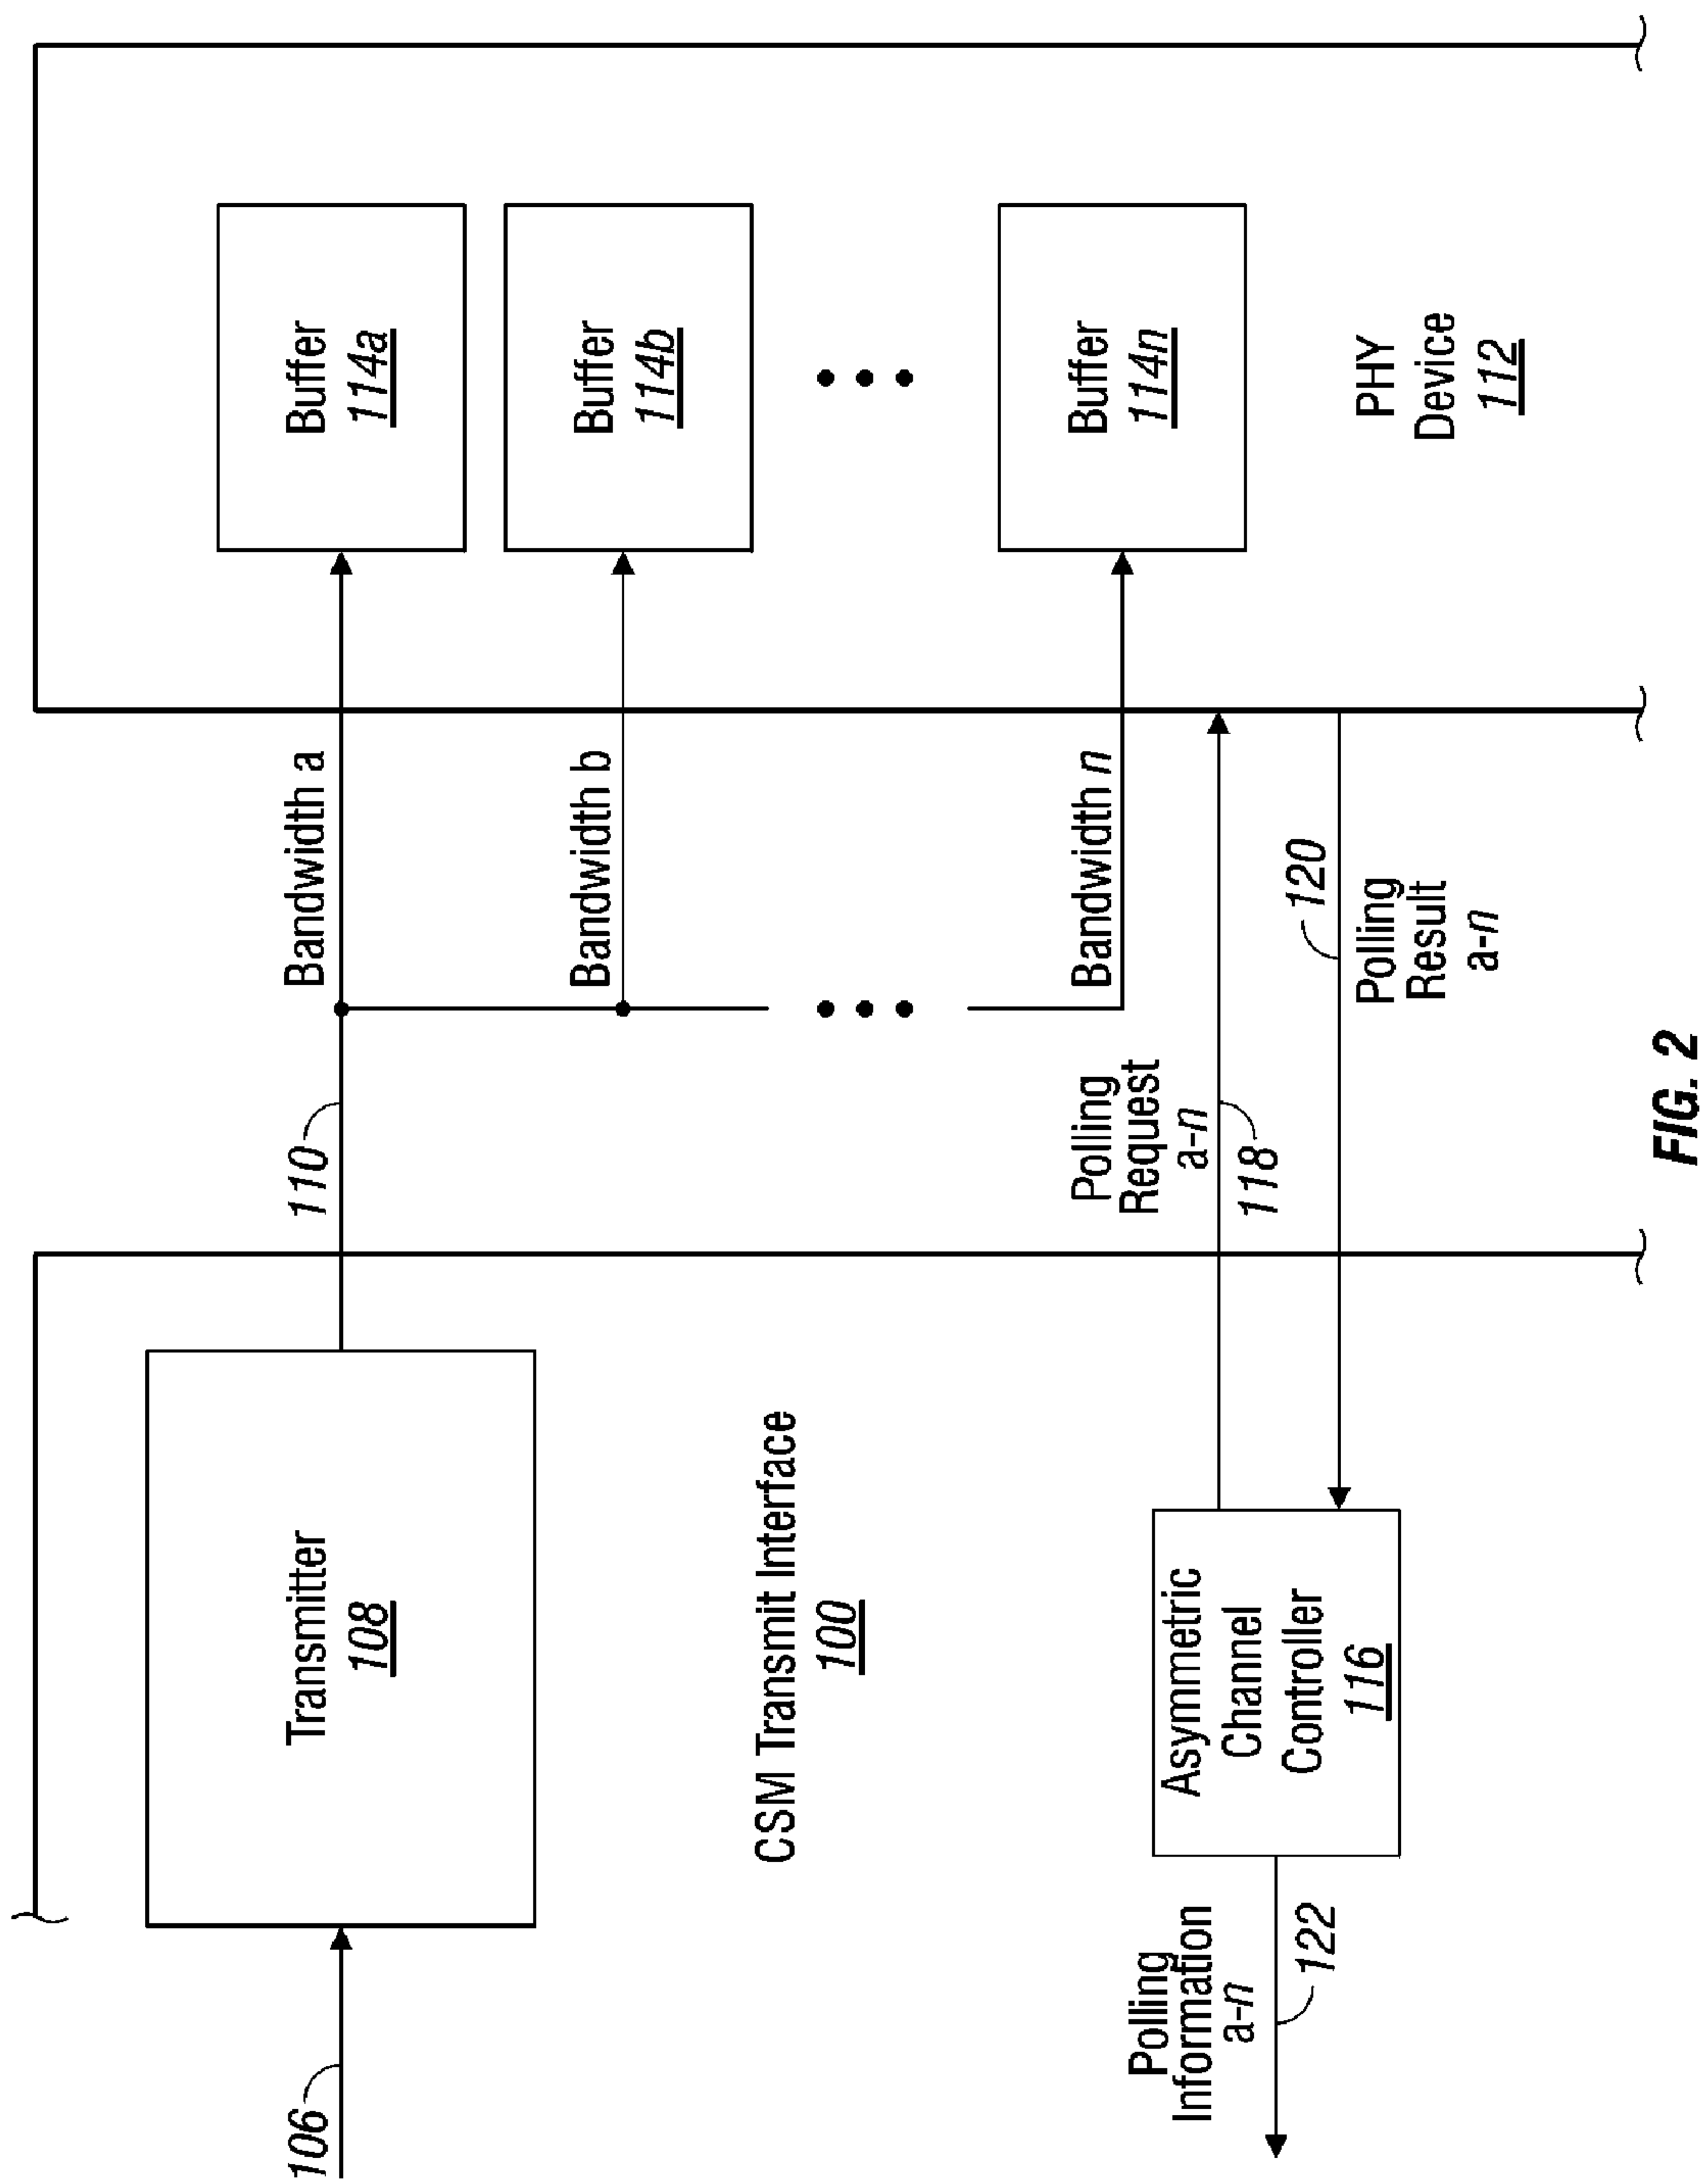 106
Transmitter
108
110
Bandwidth a
Buffer
114a
Bandwidth b
Buffer
114b
CSM Transmit Interface
100
Bandwidth n
Buffer
114n
Polling
Request
a-n
118
Polling
Information
a-n
122
Asymmetric
Channel
Controller
116
120
Polling
Result
a-n
PHY
Device
112
FIG. 2